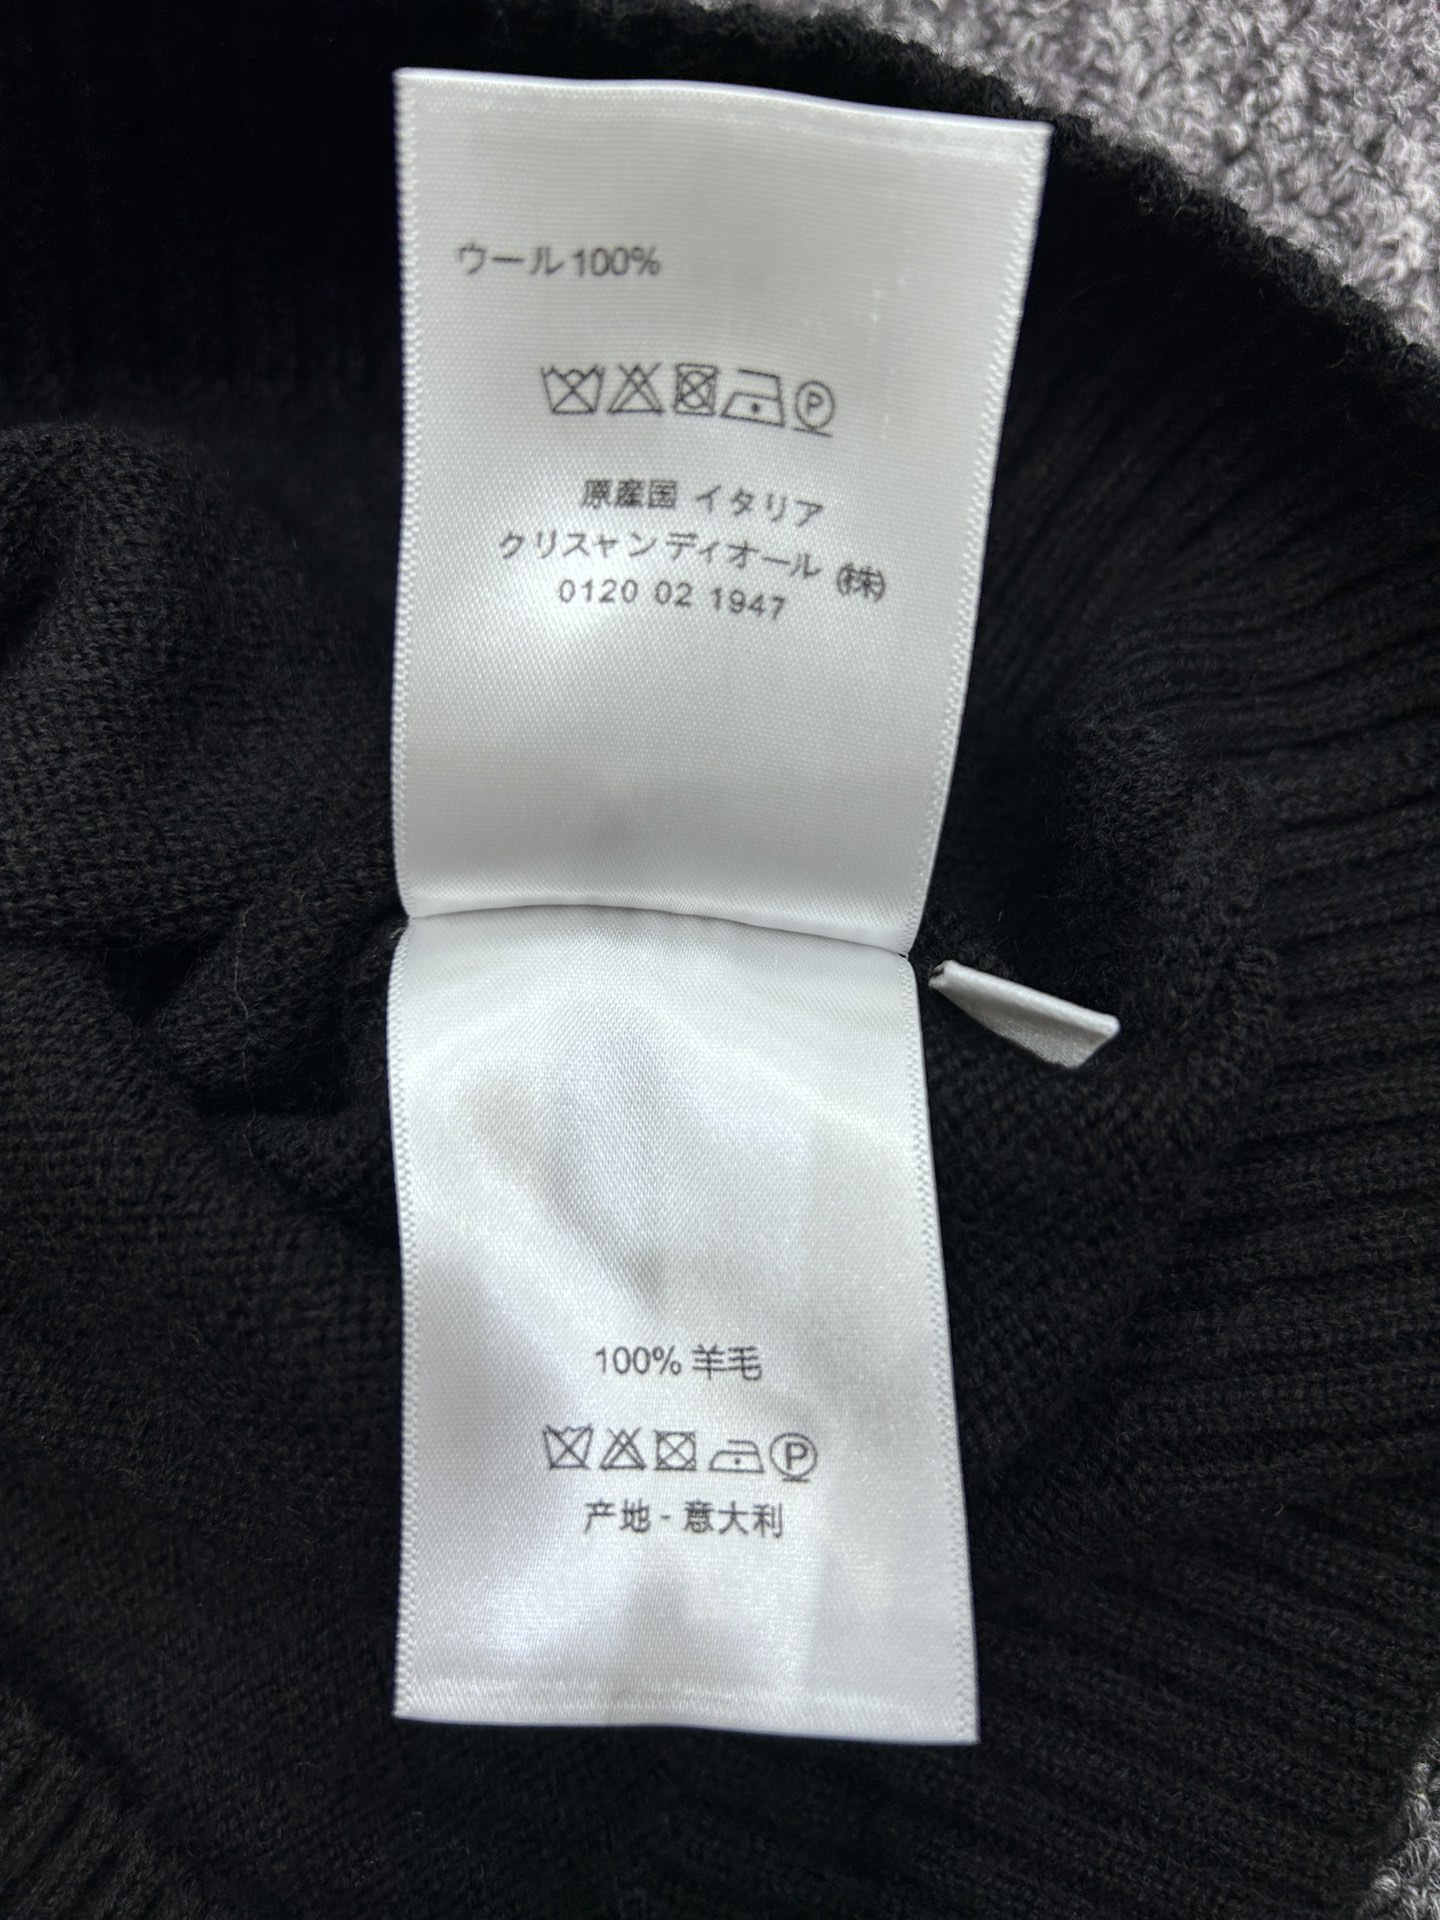 ウール100%
P
原産国 イタリア
クリスャン ディオール ㈱
0120 02 1947
100% 羊毛
P
产地 - 意大利